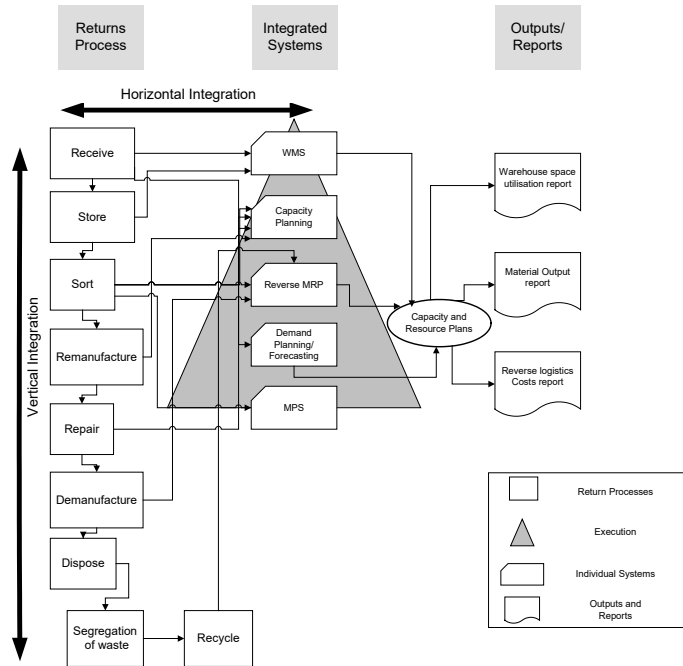 Returns
Process
Integrated
Systems
Outputs/
Reports
Horizontal Integration
Vertical Integration
Receive
Store
Sort
Remanufacture
Repair
Demanufacture
Dispose
Segregation
of waste
Recycle
WMS
Capacity
Planning
Reverse MRP
Demand
Planning/
Forecasting
MPS
Capacity and
Resource Plans
Warehouse space
utilisation report
Material Output
report
Reverse logistics
Costs report
Return Processes
Execution
Individual Systems
Outputs and
Reports